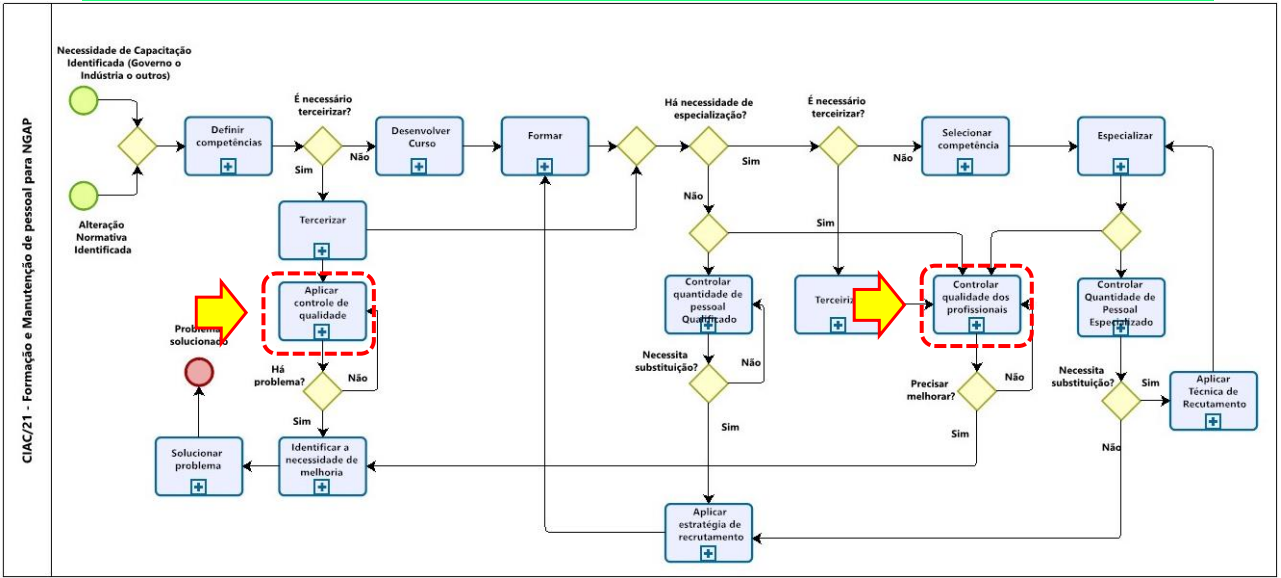 CIAC/21 - Formação e Manutenção de pessoal para NGAP
Necessidade de Capacitação
Identificada (Governo o
Indústria o outros)
Alteração
Normativa
Identificada
Definir
competências
É necessário
terceirizar?
Não
Sim
Desenvolver
Curso
Formar
Há necessidade de
especialização?
Sim
Não
É necessário
terceirizar?
Não
Sim
Selecionar
competência
Especializar
Tercerizar
Aplicar
controle de
qualidade
Há
problema?
Não
Sim
Problema
solucionado
Solucionar
problema
Identificar a
necessidade de
melhoria
Controlar
quantidade de
pessoal
Qualificado
Necessita
substituição?
Não
Sim
Aplicar
estratégia de
recrutamento
Controlar
qualidade dos
profissionais
Precisar
melhorar?
Não
Sim
Controlar
Quantidade de
Pessoal
Especializado
Necessita
substituição?
Sim
Não
Aplicar
Técnica de
Recutamento